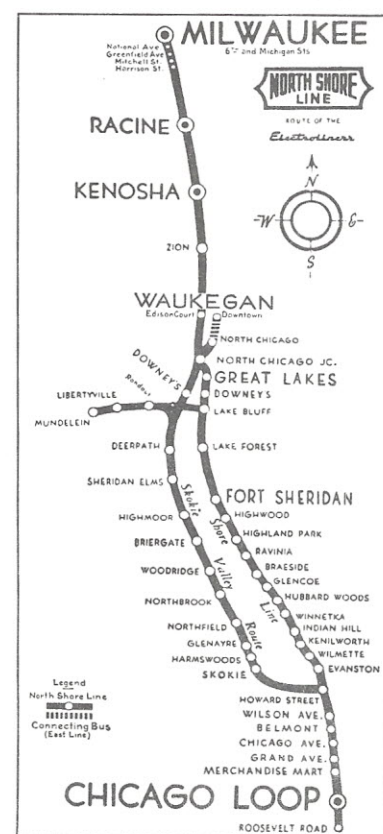 MILWAUKEE
6th and Michigan Sts
National Ave
Greenfield Ave
Mitchell St.
Harrison St.
NORTH SHORE
LINE
ROUTE OF THE
Electroliners
N
W
E
S
RACINE
KENOSHA
ZION
WAUKEGAN
Edison Court
Downtown
NORTH CHICAGO
NORTH CHICAGO JC.
DOWNEY'S
GREAT LAKES
Rondout
DOWNEYS
LIBERTYVILLE
LAKE BLUFF
MUNDELEIN
DEERPATH
LAKE FOREST
SHERIDAN ELMS
Skokie
Valley
Route
Shore
Line
FORT SHERIDAN
HIGHMOOR
HIGHWOOD
BRIERGATE
HIGHLAND PARK
RAVINIA
WOODRIDGE
BRAESIDE
GLENCOE
NORTHBROOK
HUBBARD WOODS
WINNETKA
NORTHFIELD
INDIAN HILL
GLENAYRE
KENILWORTH
HARMSWOODS
WILMETTE
SKOKIE
EVANSTON
Legend
North Shore Line
Connecting Bus
(East Line)
HOWARD STREET
WILSON AVE.
BELMONT
CHICAGO AVE.
GRAND AVE.
MERCHANDISE MART
CHICAGO LOOP
ROOSEVELT ROAD